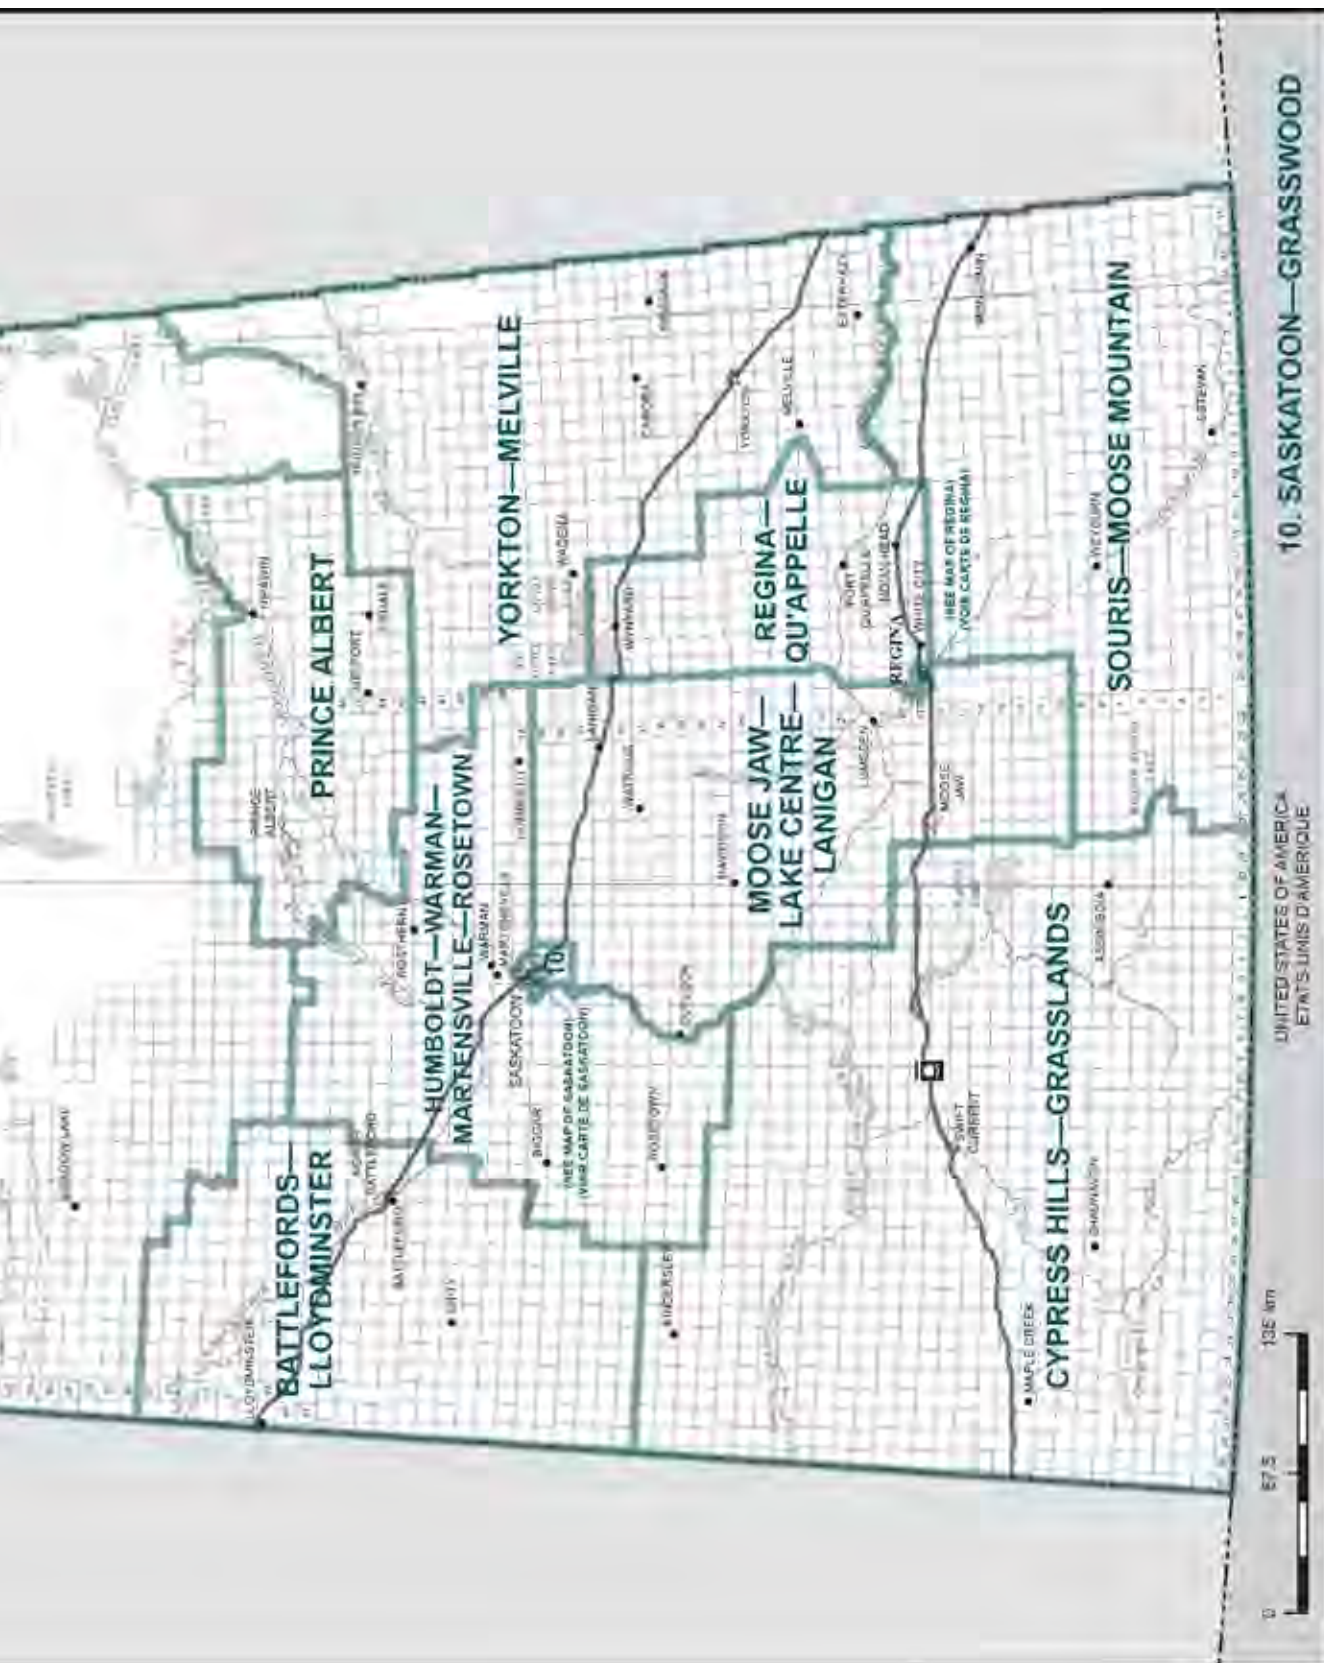 MEADOW LAKE
LLOYDMINSTER
BATTLEFORDS—
LLOYDMINSTER
BATTLEFORD
UNITY
NIPAWIN
PRINCE
ALBERT
PRINCE ALBERT
TISDALE
MELFORT
ROSTHERN
HUMBOLDT—WARMAN—
MARTENSVILLE—ROSETOWN
WARMAN
MARTENSVILLE
HUMBOLDT
SASKATOON
10
(SEE MAP OF SASKATOON)
(VOIR CARTE DE SASKATOON)
BIGGAR
ROSETOWN
KINDERSLEY
OUTLOOK
YORKTON—MELVILLE
WADENA
CANORA
KAMSACK
YORKTON
MELVILLE
ESTERHAZY
WYNYARD
LANIGAN
WATROUS
DAVIDSON
MOOSE JAW—
LAKE CENTRE—
LANIGAN
LUMSDEN
MOOSE
JAW
REGINA—
QU'APPELLE
FORT
QU'APPELLE
INDIAN HEAD
WHITE CITY
REGINA
(SEE MAP OF REGINA)
(VOIR CARTE DE REGINA)
MOOSOMIN
SOURIS—MOOSE MOUNTAIN
WEYBURN
ESTEVAN
SWIFT
CURRENT
ASSINIBOIA
SHAUNAVON
MAPLE CREEK
CYPRESS HILLS—GRASSLANDS
UNITED STATES OF AMERICA
ÉTATS UNIS D'AMÉRIQUE
0 67.5 135 km
10. SASKATOON—GRASSWOOD